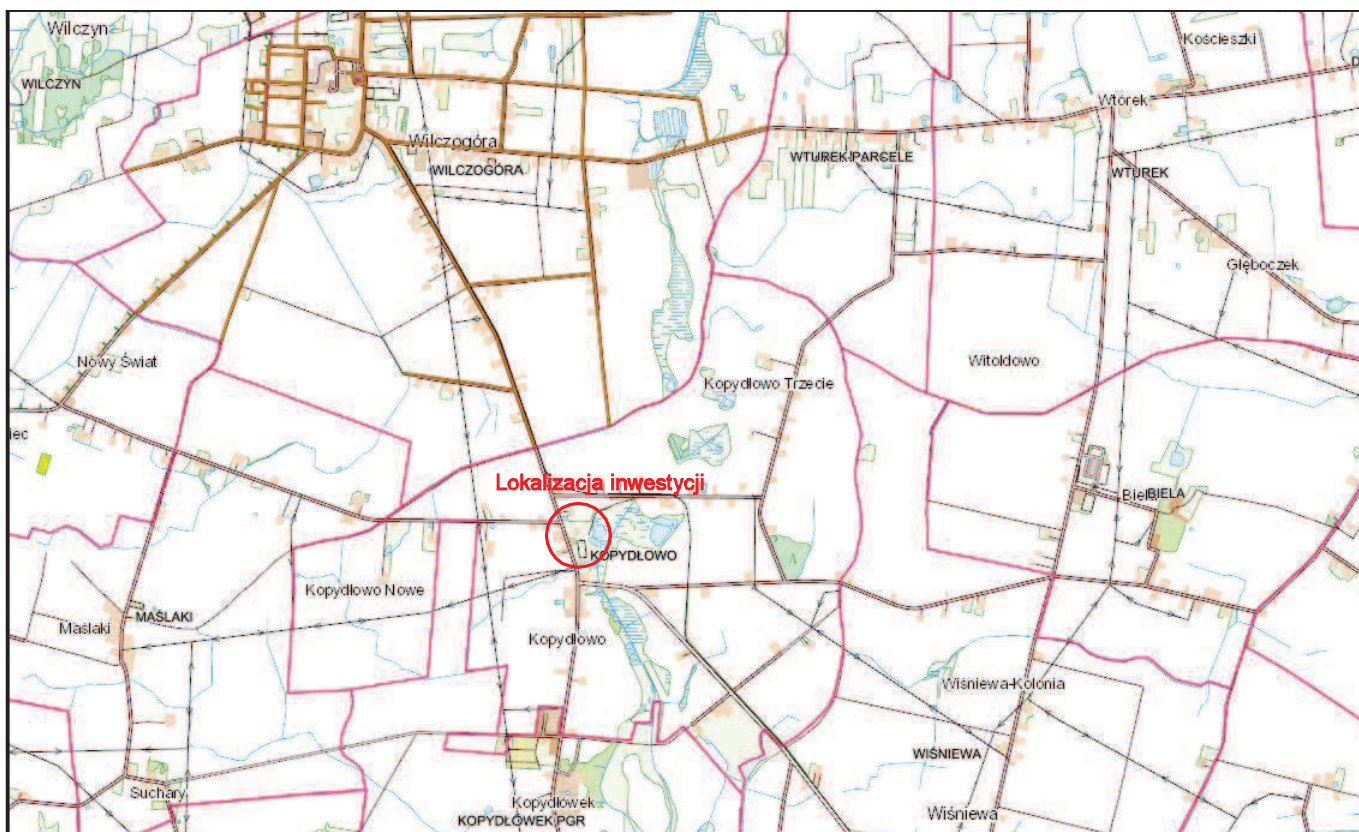 Wilczyn
Kościeszki
WILCZYN
D
Wtórek
Wilczogóra
WTUREK-PARCELE
WILCZOGÓRA
WTUREK
Głęboczek
Nowy Świat
Witoldowo
Kopydłowo Trzecie
iec
Lokalizacja inwestycji
BIELA
KOPYDŁOWO
Kopydłowo Nowe
MAŚLAKI
Maślaki
Kopydłowo
Wiśniewa-Kolonia
WIŚNIEWA
Suchary
Kopydłówek
Wiśniewa
KOPYDŁÓWEK PGR